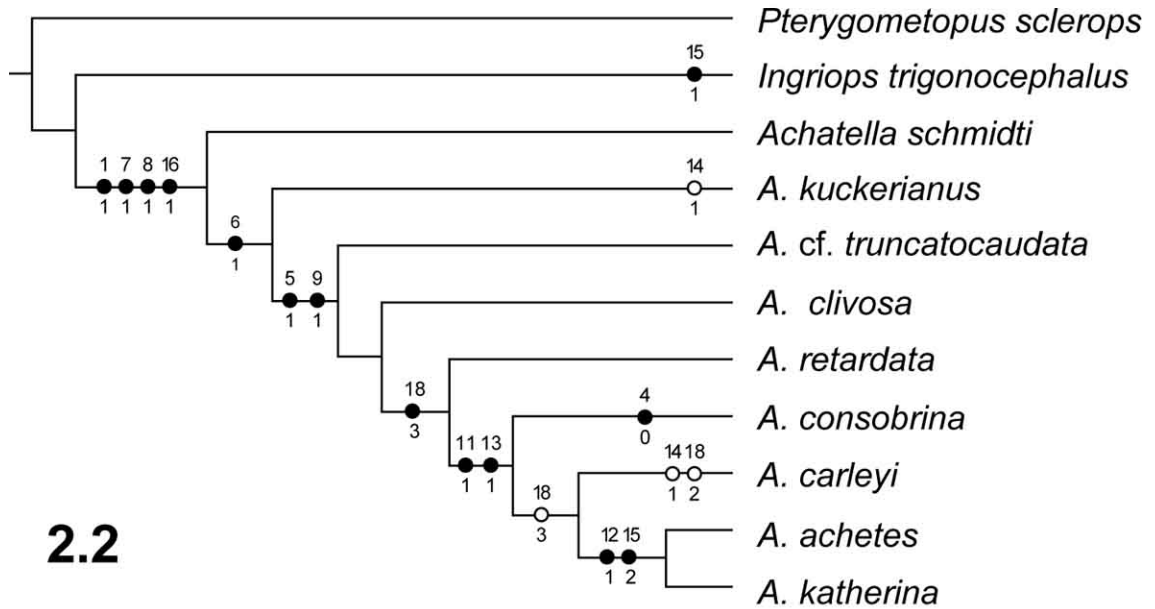 Pterygometopus sclerops
15
1
Ingriops trigonocephalus
Achatella schmidti
1 7 8 16
1 1 1 1
14
1
A. kuckerianus
6
1
A. cf. truncatocaudata
5 9
1 1
A. clivosa
A. retardata
18
3
4
0
A. consobrina
11 13
1 1
14 18
1 2
A. carleyi
18
3
A. achetes
12 15
1 2
A. katherina
2.2